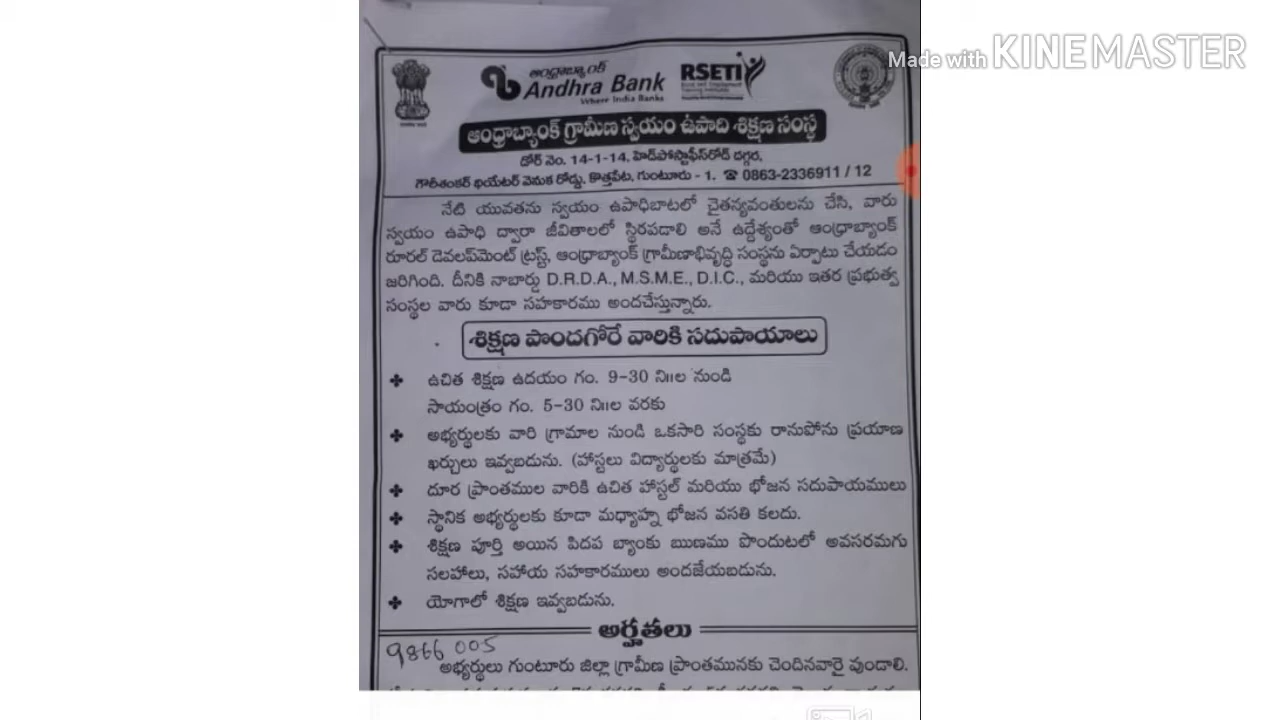 Made with KINEMASTER
ఆంధ్రాబ్యాంక్
Andhra Bank
Where India Banks
RSETI
ఆంధ్రాబ్యాంక్ గ్రామీణ స్వయం ఉపాధి శిక్షణ సంస్థ
డోర్ నెం. 14-1-14, హెడ్‌పోస్టాఫీస్‌రోడ్ దగ్గర,
గౌరీశంకర్ థియేటర్ వెనుక రోడ్డు, కొత్తపేట, గుంటూరు - 1. ☎ 0863-2336911 / 12
నేటి యువతను స్వయం ఉపాధిబాటలో చైతన్యవంతులను చేసి, వారు
స్వయం ఉపాధి ద్వారా జీవితాలలో స్థిరపడాలి అనే ఉద్దేశ్యంతో ఆంధ్రాబ్యాంక్
రూరల్ డెవలప్‌మెంట్ ట్రస్ట్, ఆంధ్రాబ్యాంక్ గ్రామీణాభివృద్ధి సంస్థను ఏర్పాటు చేయడం
జరిగింది. దీనికి నాబార్డు D.R.D.A., M.S.M.E., D.I.C., మరియు ఇతర ప్రభుత్వ
సంస్థల వారు కూడా సహకారము అందచేస్తున్నారు.
శిక్షణ పొందగోరే వారికి సదుపాయాలు
❖ ఉచిత శిక్షణ ఉదయం గం. 9-30 ని॥ల నుండి
సాయంత్రం గం. 5-30 ని॥ల వరకు
❖ అభ్యర్థులకు వారి గ్రామాల నుండి ఒకసారి సంస్థకు రానుపోను ప్రయాణ
ఖర్చులు ఇవ్వబడును. (హాస్టలు విద్యార్థులకు మాత్రమే)
❖ దూర ప్రాంతముల వారికి ఉచిత హాస్టల్ మరియు భోజన సదుపాయములు
❖ స్థానిక అభ్యర్థులకు కూడా మధ్యాహ్న భోజన వసతి కలదు.
❖ శిక్షణ పూర్తి అయిన పిదప బ్యాంకు ఋణము పొందుటలో అవసరమగు
సలహాలు, సహాయ సహకారములు అందజేయబడును.
❖ యోగాలో శిక్షణ ఇవ్వబడును.
అర్హతలు
9866 005
అభ్యర్థులు గుంటూరు జిల్లా గ్రామీణ ప్రాంతమునకు చెందినవారై వుండాలి.